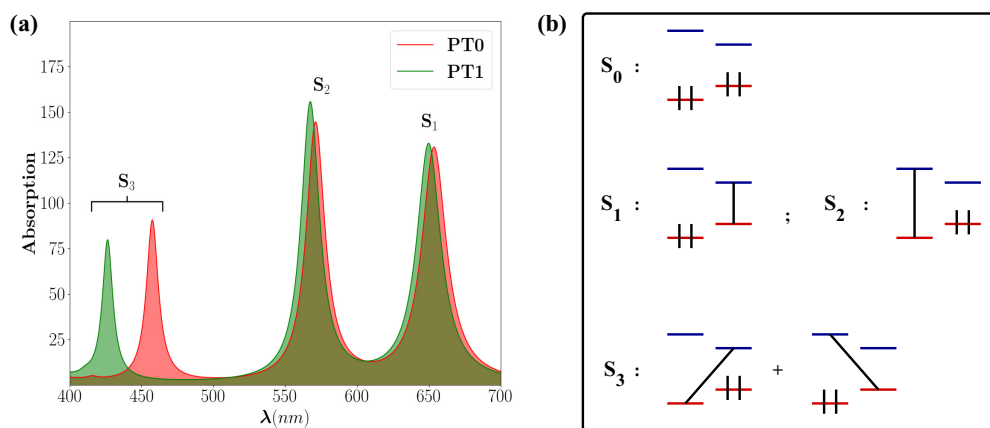 (a)
Absorption
175
150
125
100
75
50
25
400
450
500
550
600
650
700
λ(nm)
S₃
S₂
S₁
PT0
PT1
(b)
S₀ :
S₁ : ; S₂ :
S₃ : +